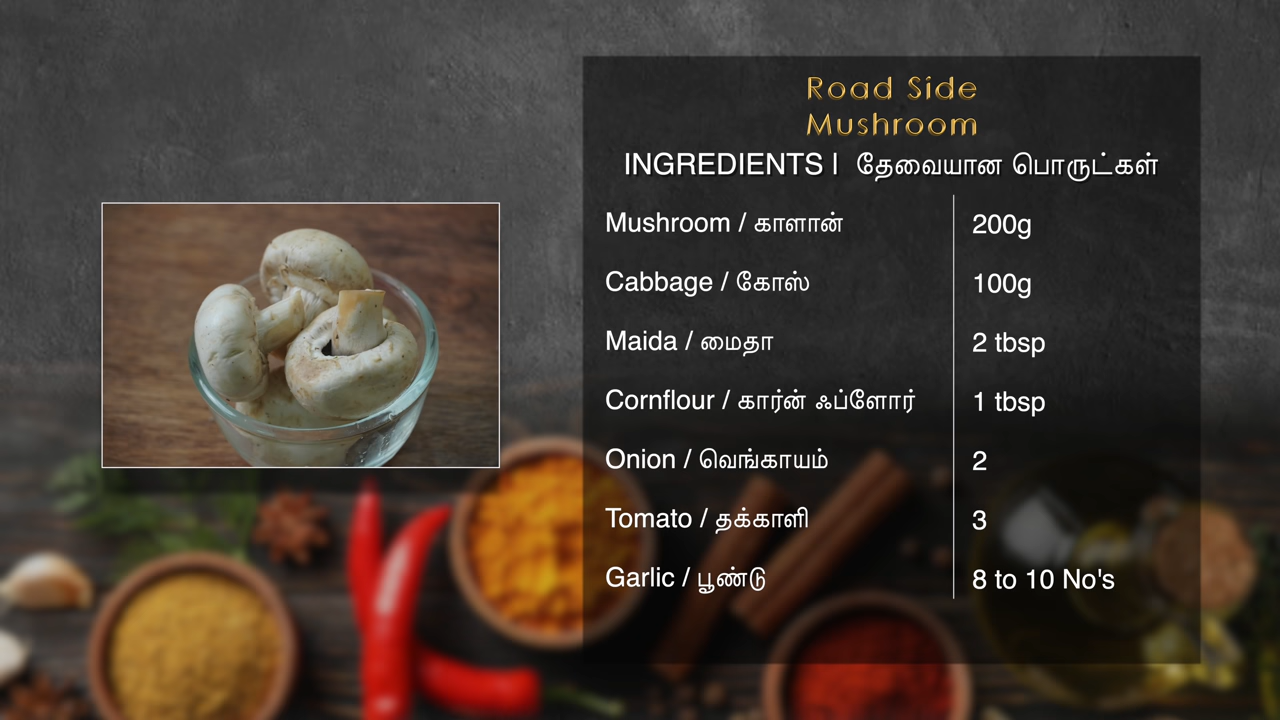 Road Side
Mushroom
INGREDIENTS | தேவையான பொருட்கள்
Mushroom / காளான் 200g
Cabbage / கோஸ் 100g
Maida / மைதா 2 tbsp
Cornflour / கார்ன் ஃப்ளோர் 1 tbsp
Onion / வெங்காயம் 2
Tomato / தக்காளி 3
Garlic / பூண்டு 8 to 10 No's